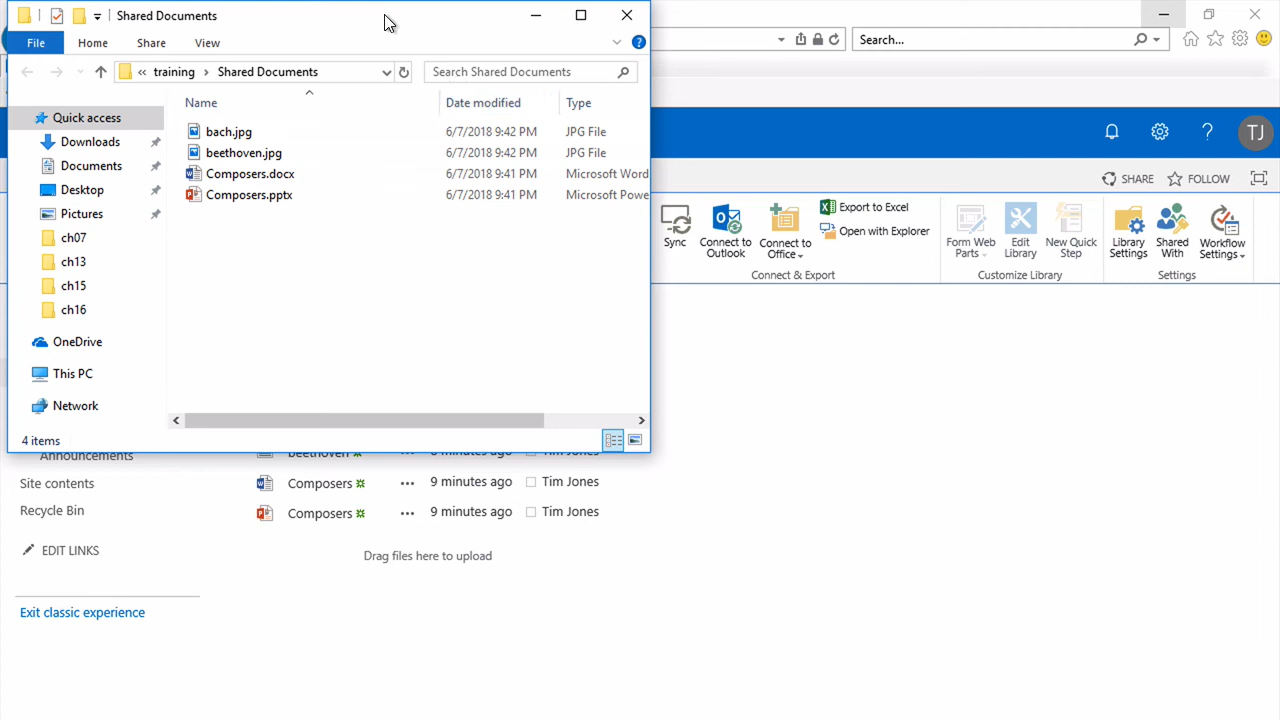 Shared Documents
File Home Share View
training Shared Documents
Search Shared Documents
Search...
Name Date modified Type
Quick access
bach.jpg 6/7/2018 9:42 PM JPG File
Downloads
beethoven.jpg 6/7/2018 9:42 PM JPG File
Documents
Composers.docx 6/7/2018 9:41 PM Microsoft Word
Desktop
Composers.pptx 6/7/2018 9:41 PM Microsoft Powe
Pictures
ch07
ch13
ch15
ch16
OneDrive
This PC
Network
4 items
TJ
SHARE FOLLOW
Sync
Connect to
Outlook
Connect to
Office
Export to Excel
Open with Explorer
Connect & Export
Form Web
Parts
Edit
Library
New Quick
Step
Customize Library
Library
Settings
Shared
With
Workflow
Settings
Settings
Announcements
beethoven Tim Jones
Site contents
Composers ... 9 minutes ago Tim Jones
Recycle Bin
Composers ... 9 minutes ago Tim Jones
EDIT LINKS
Drag files here to upload
Exit classic experience